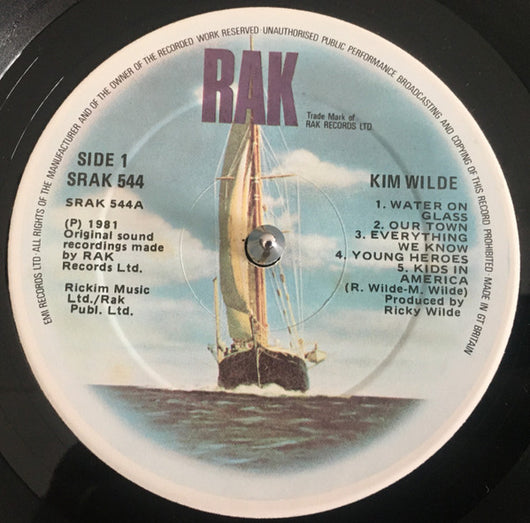 EMI RECORDS LTD· ALL RIGHTS OF THE MANUFACTURER AND OF THE OWNER OF THE RECORDED WORK RESERVED UNAUTHORISED PUBLIC PERFORMANCE BROADCASTING AND COPYING OF THIS RECORD PROHIBITED· MADE IN GT BRITAIN
RAK
Trade Mark of
RAK RECORDS LTD
SIDE 1
SRAK 544
SRAK 544A
(P) 1981
Original sound
recordings made
by RAK
Records Ltd.
Rickim Music
Ltd./Rak
Publ. Ltd.
KIM WILDE
1. WATER ON
GLASS
2. OUR TOWN
3. EVERYTHING
WE KNOW
4. YOUNG HEROES
5. KIDS IN
AMERICA
(R. Wilde-M. Wilde)
Produced by
Ricky Wilde